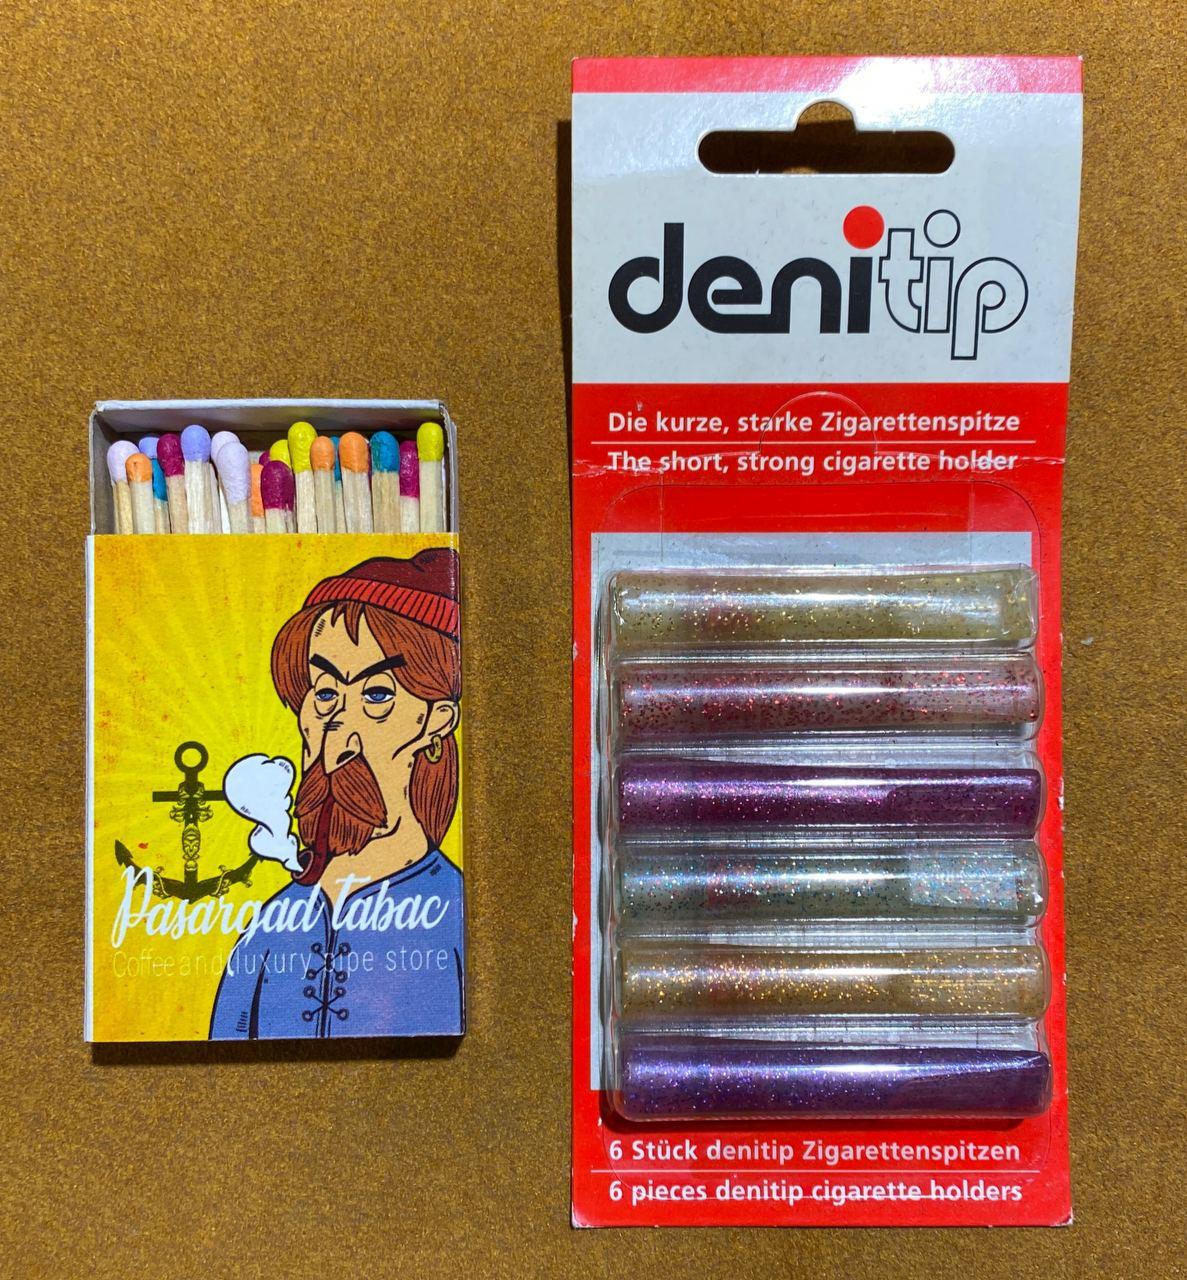 Pasargad tabac
Coffee and luxury pipe store
denitip
Die kurze, starke Zigarettenspitze
The short, strong cigarette holder
6 Stück denitip Zigarettenspitzen
6 pieces denitip cigarette holders